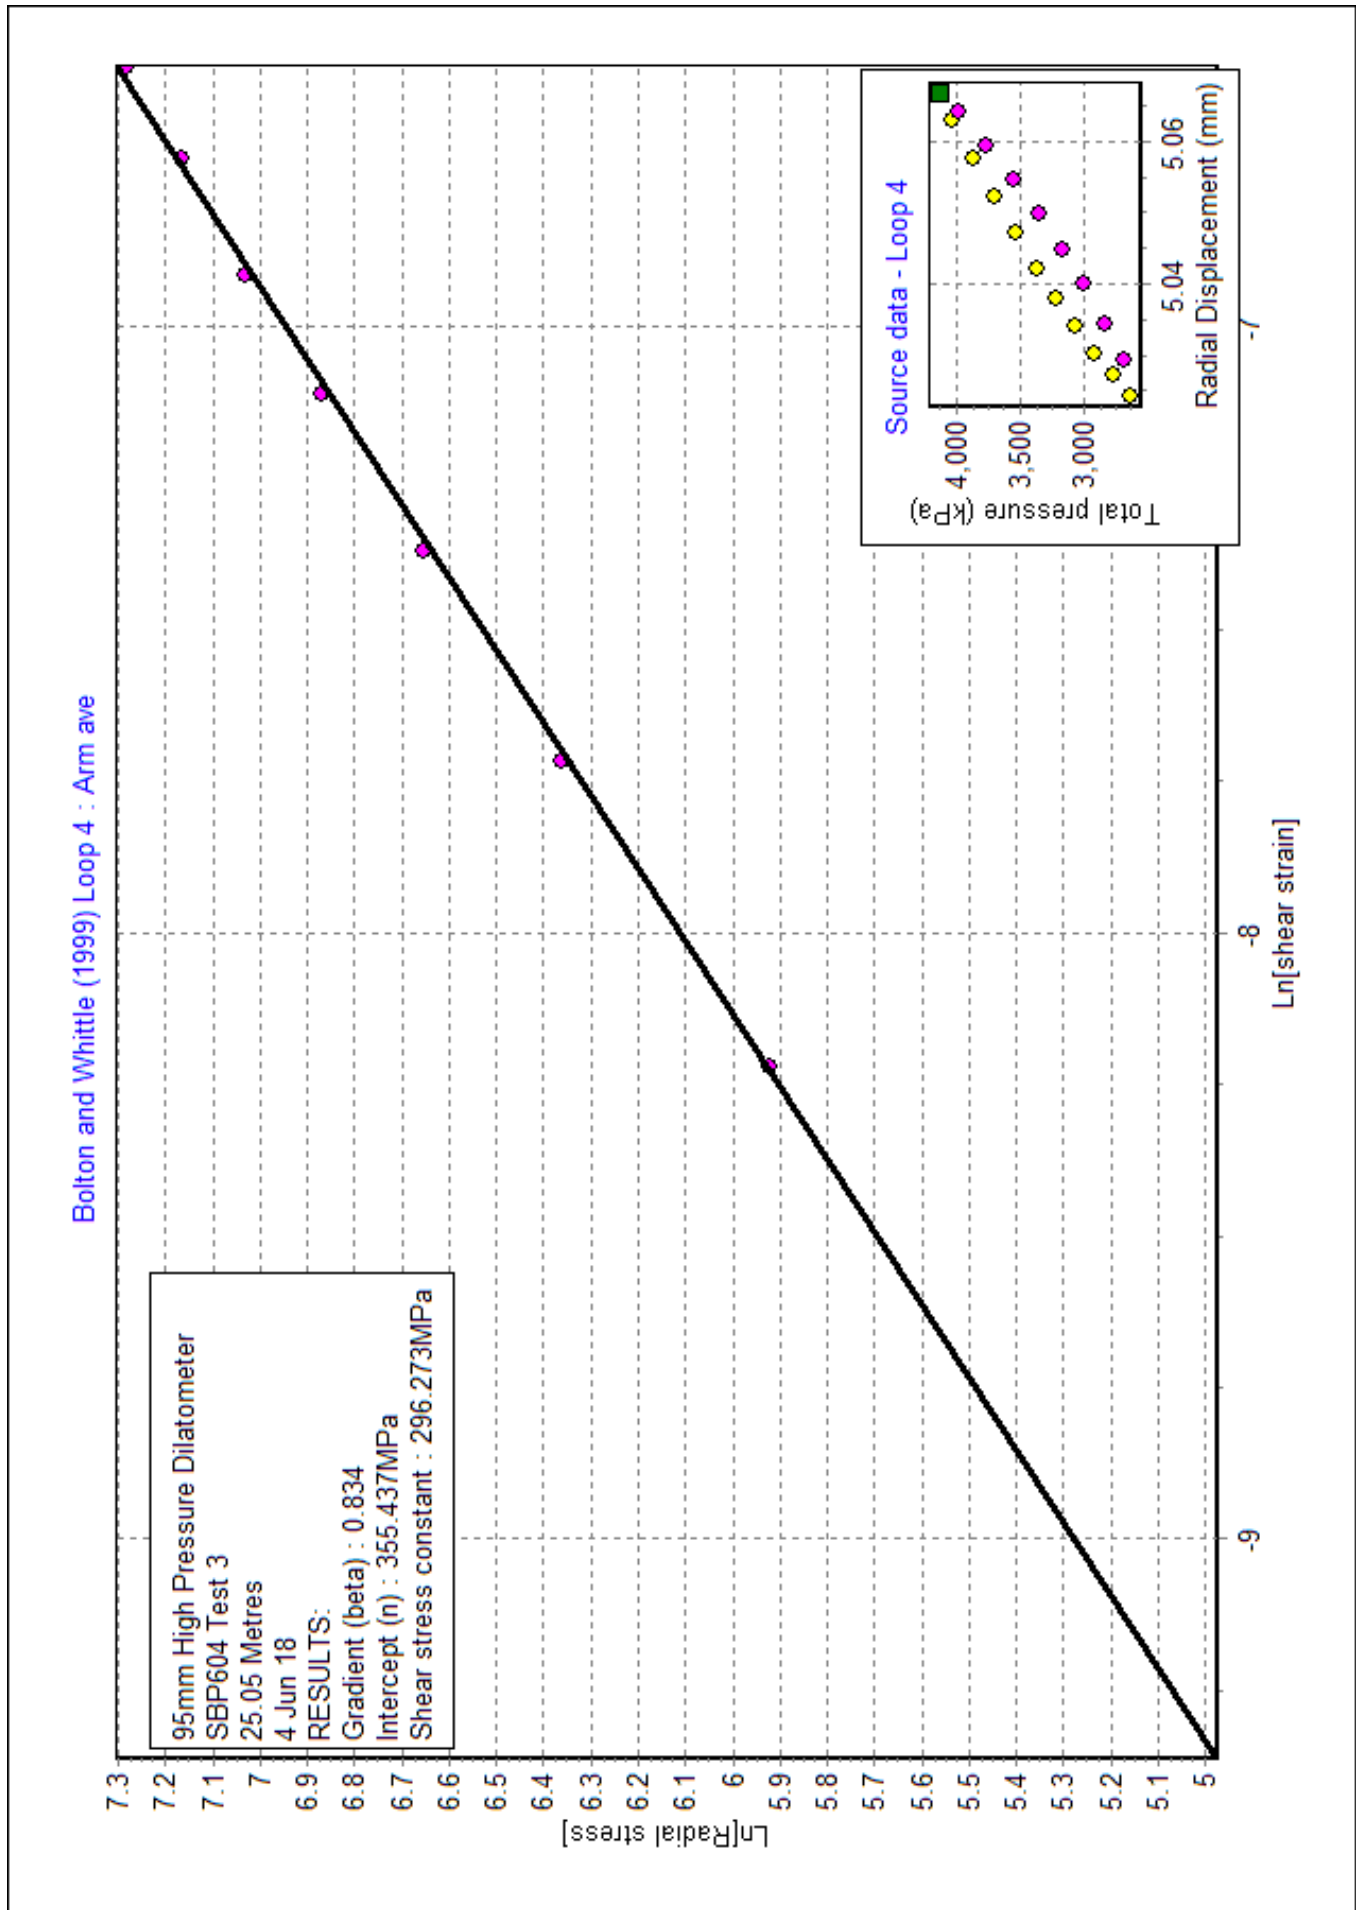 Bolton and Whittle (1999) Loop 4 : Arm ave
95mm High Pressure Dilatometer
SBP604 Test 3
25.05 Metres
4 Jun 18
RESULTS:
Gradient (beta) : 0.834
Intercept (n) : 355.437MPa
Shear stress constant : 296.273MPa
Ln[Radial stress]
7.3
7.2
7.1
7
6.9
6.8
6.7
6.6
6.5
6.4
6.3
6.2
6.1
6
5.9
5.8
5.7
5.6
5.5
5.4
5.3
5.2
5.1
5
-9
-8
-7
Ln[shear strain]
Source data - Loop 4
Total pressure (kPa)
4,000
3,500
3,000
5.04
5.06
Radial Displacement (mm)